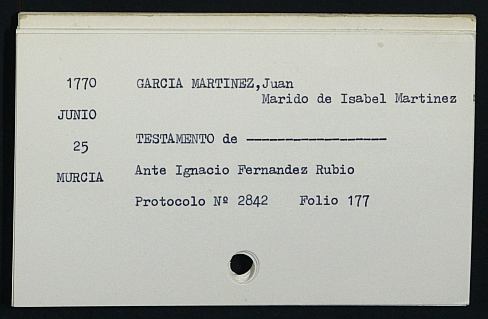 1770 GARCIA MARTINEZ,Juan
Marido de Isabel Martinez
JUNIO
25 TESTAMENTO de ------------------
MURCIA Ante Ignacio Fernandez Rubio
Protocolo Nº 2842 Folio 177